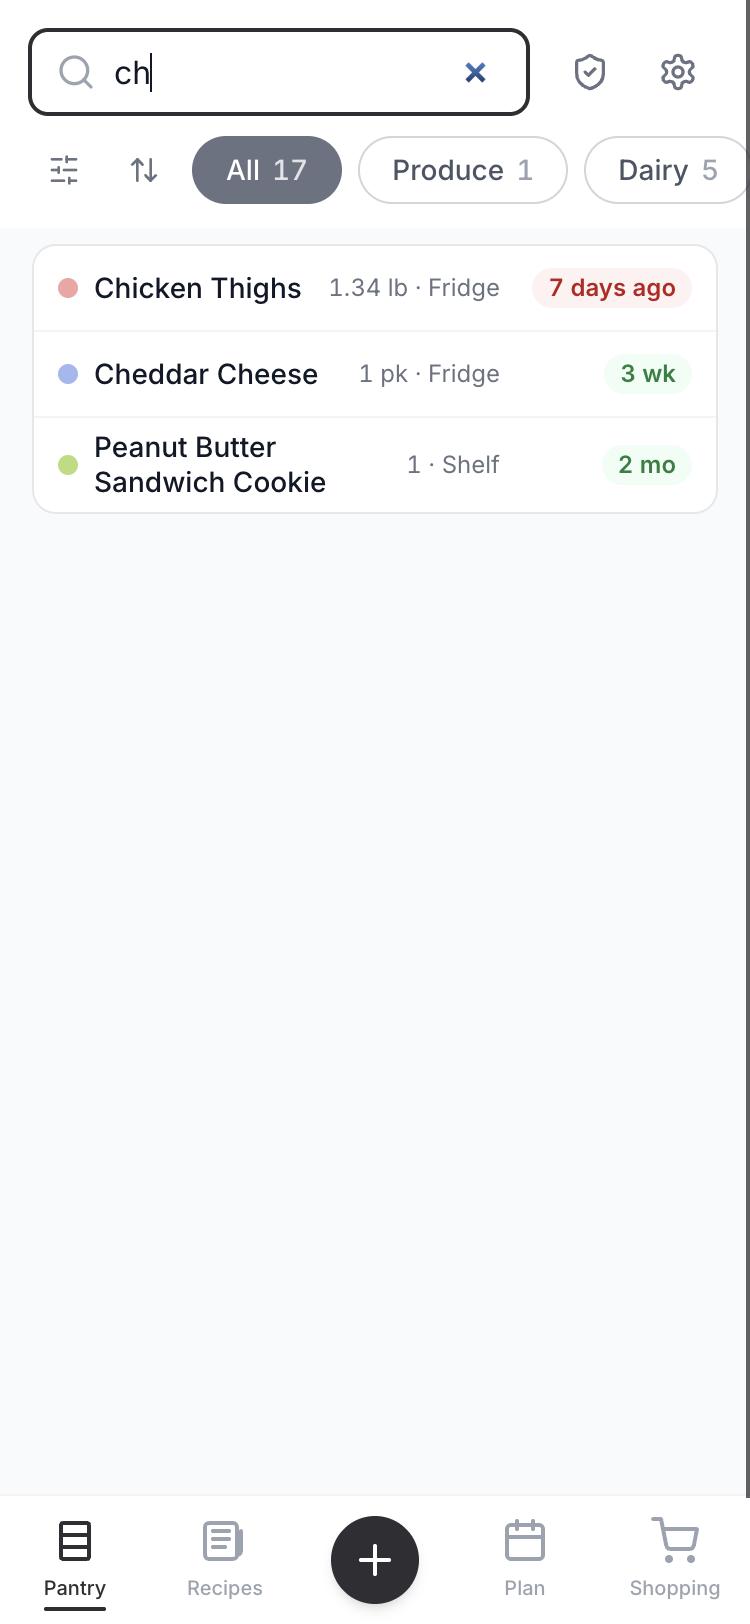 ch
All 17
Produce 1
Dairy 5
Chicken Thighs 1.34 lb · Fridge 7 days ago
Cheddar Cheese 1 pk · Fridge 3 wk
Peanut Butter
Sandwich Cookie 1 · Shelf 2 mo
Pantry
Recipes
Plan
Shopping